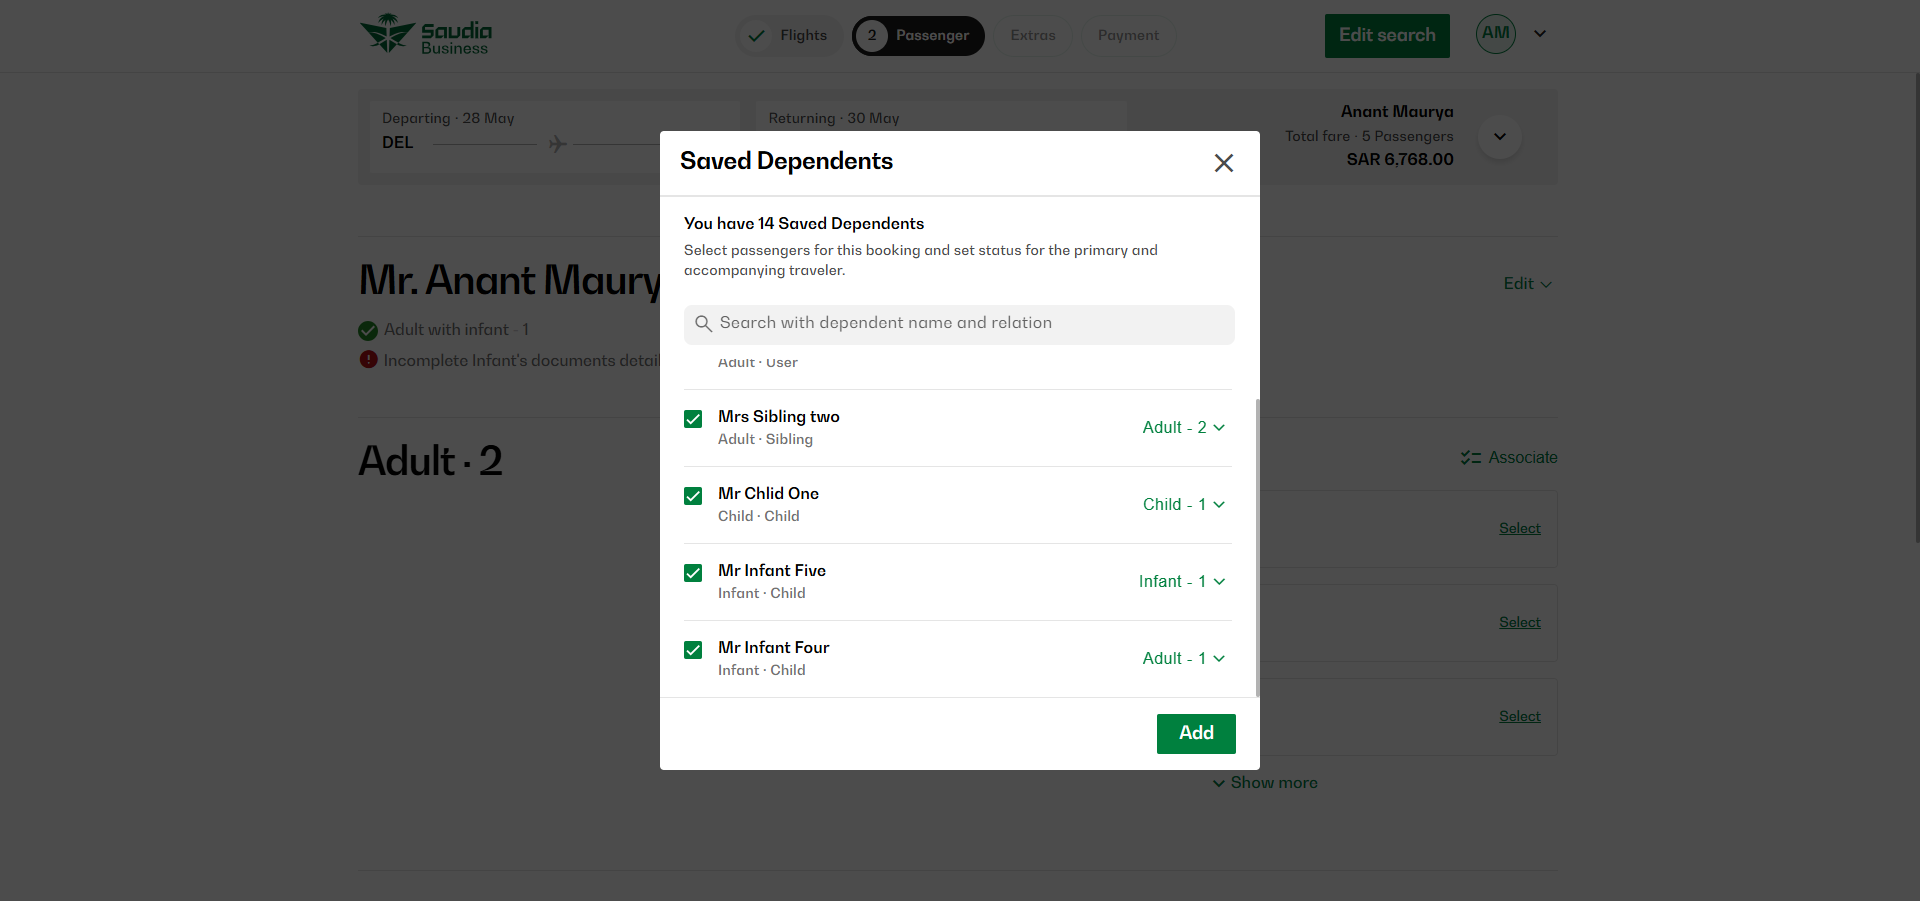 Saudia
Business
Flights
2 Passenger
Extras
Payment
Edit search
AM
Departing · 28 May
DEL
Returning · 30 May
Anant Maurya
Total fare · 5 Passengers
SAR 6,768.00
Mr. Anant Maury
Edit
Adult with infant · 1
Incomplete Infant's documents detail
Adult · 2
Associate
Select
Select
Select
Show more
Saved Dependents
You have 14 Saved Dependents
Select passengers for this booking and set status for the primary and
accompanying traveler.
Search with dependent name and relation
Adult · User
Mrs Sibling two
Adult · Sibling
Adult - 2
Mr Chlid One
Child · Child
Child - 1
Mr Infant Five
Infant · Child
Infant - 1
Mr Infant Four
Infant · Child
Adult - 1
Add